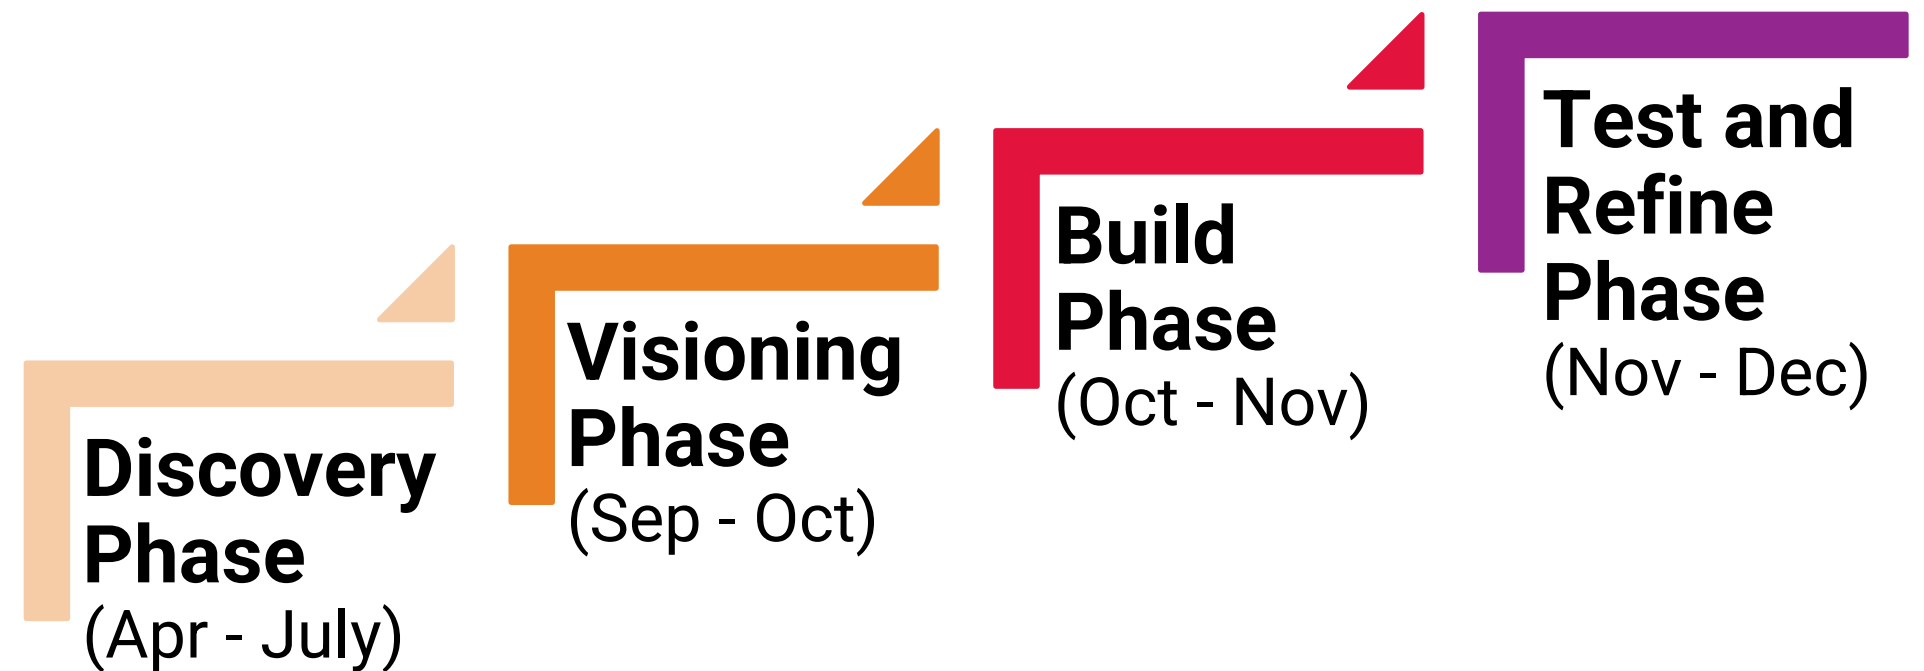 Discovery
Phase
(Apr - July)
Visioning
Phase
(Sep - Oct)
Build
Phase
(Oct - Nov)
Test and
Refine
Phase
(Nov - Dec)